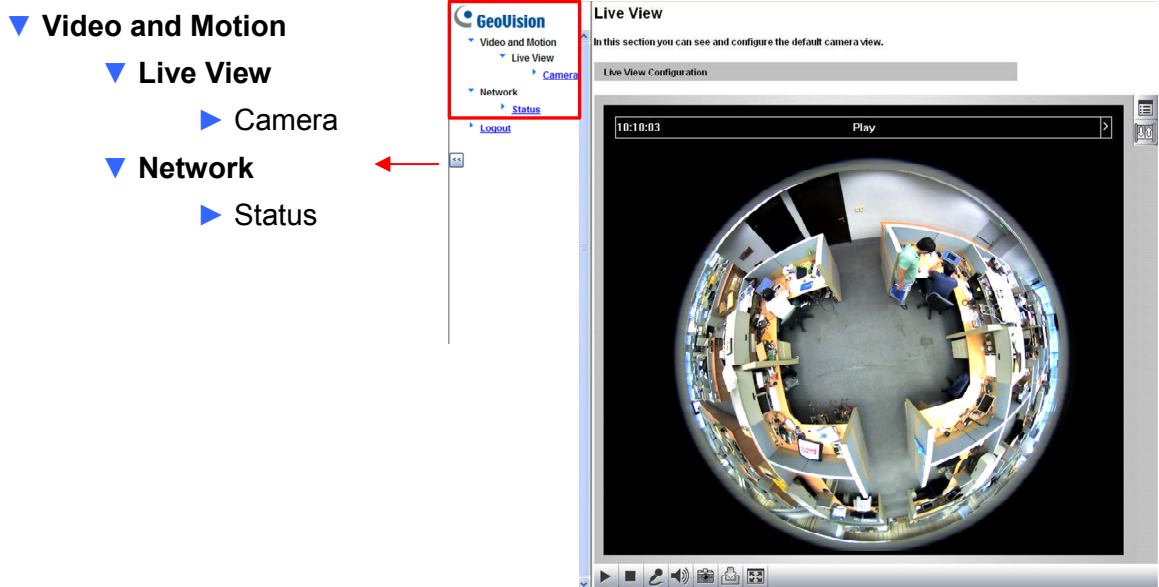 ▼ Video and Motion
▼ Live View
► Camera
▼ Network
► Status
GeoVision
Video and Motion
Live View
Camera
Network
Status
Logout
<<
Live View
In this section you can see and configure the default camera view.
Live View Configuration
10:10:03 Play >